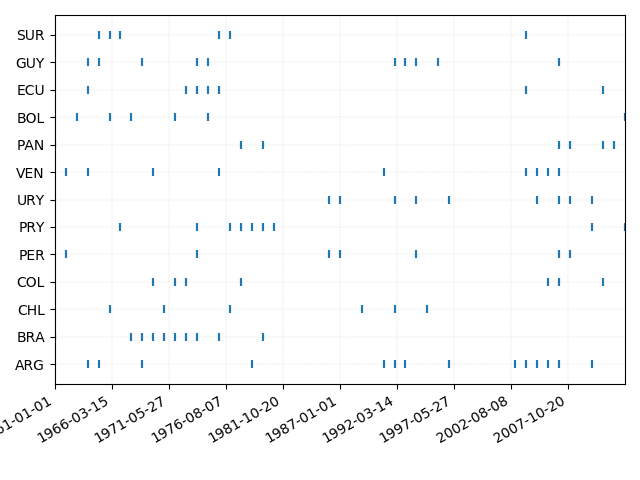 SUR
GUY
ECU
BOL
PAN
VEN
URY
PRY
PER
COL
CHL
BRA
ARG
1966-03-15
1971-05-27
1976-08-07
1981-10-20
1987-01-01
1992-03-14
1997-05-27
2002-08-08
2007-10-20